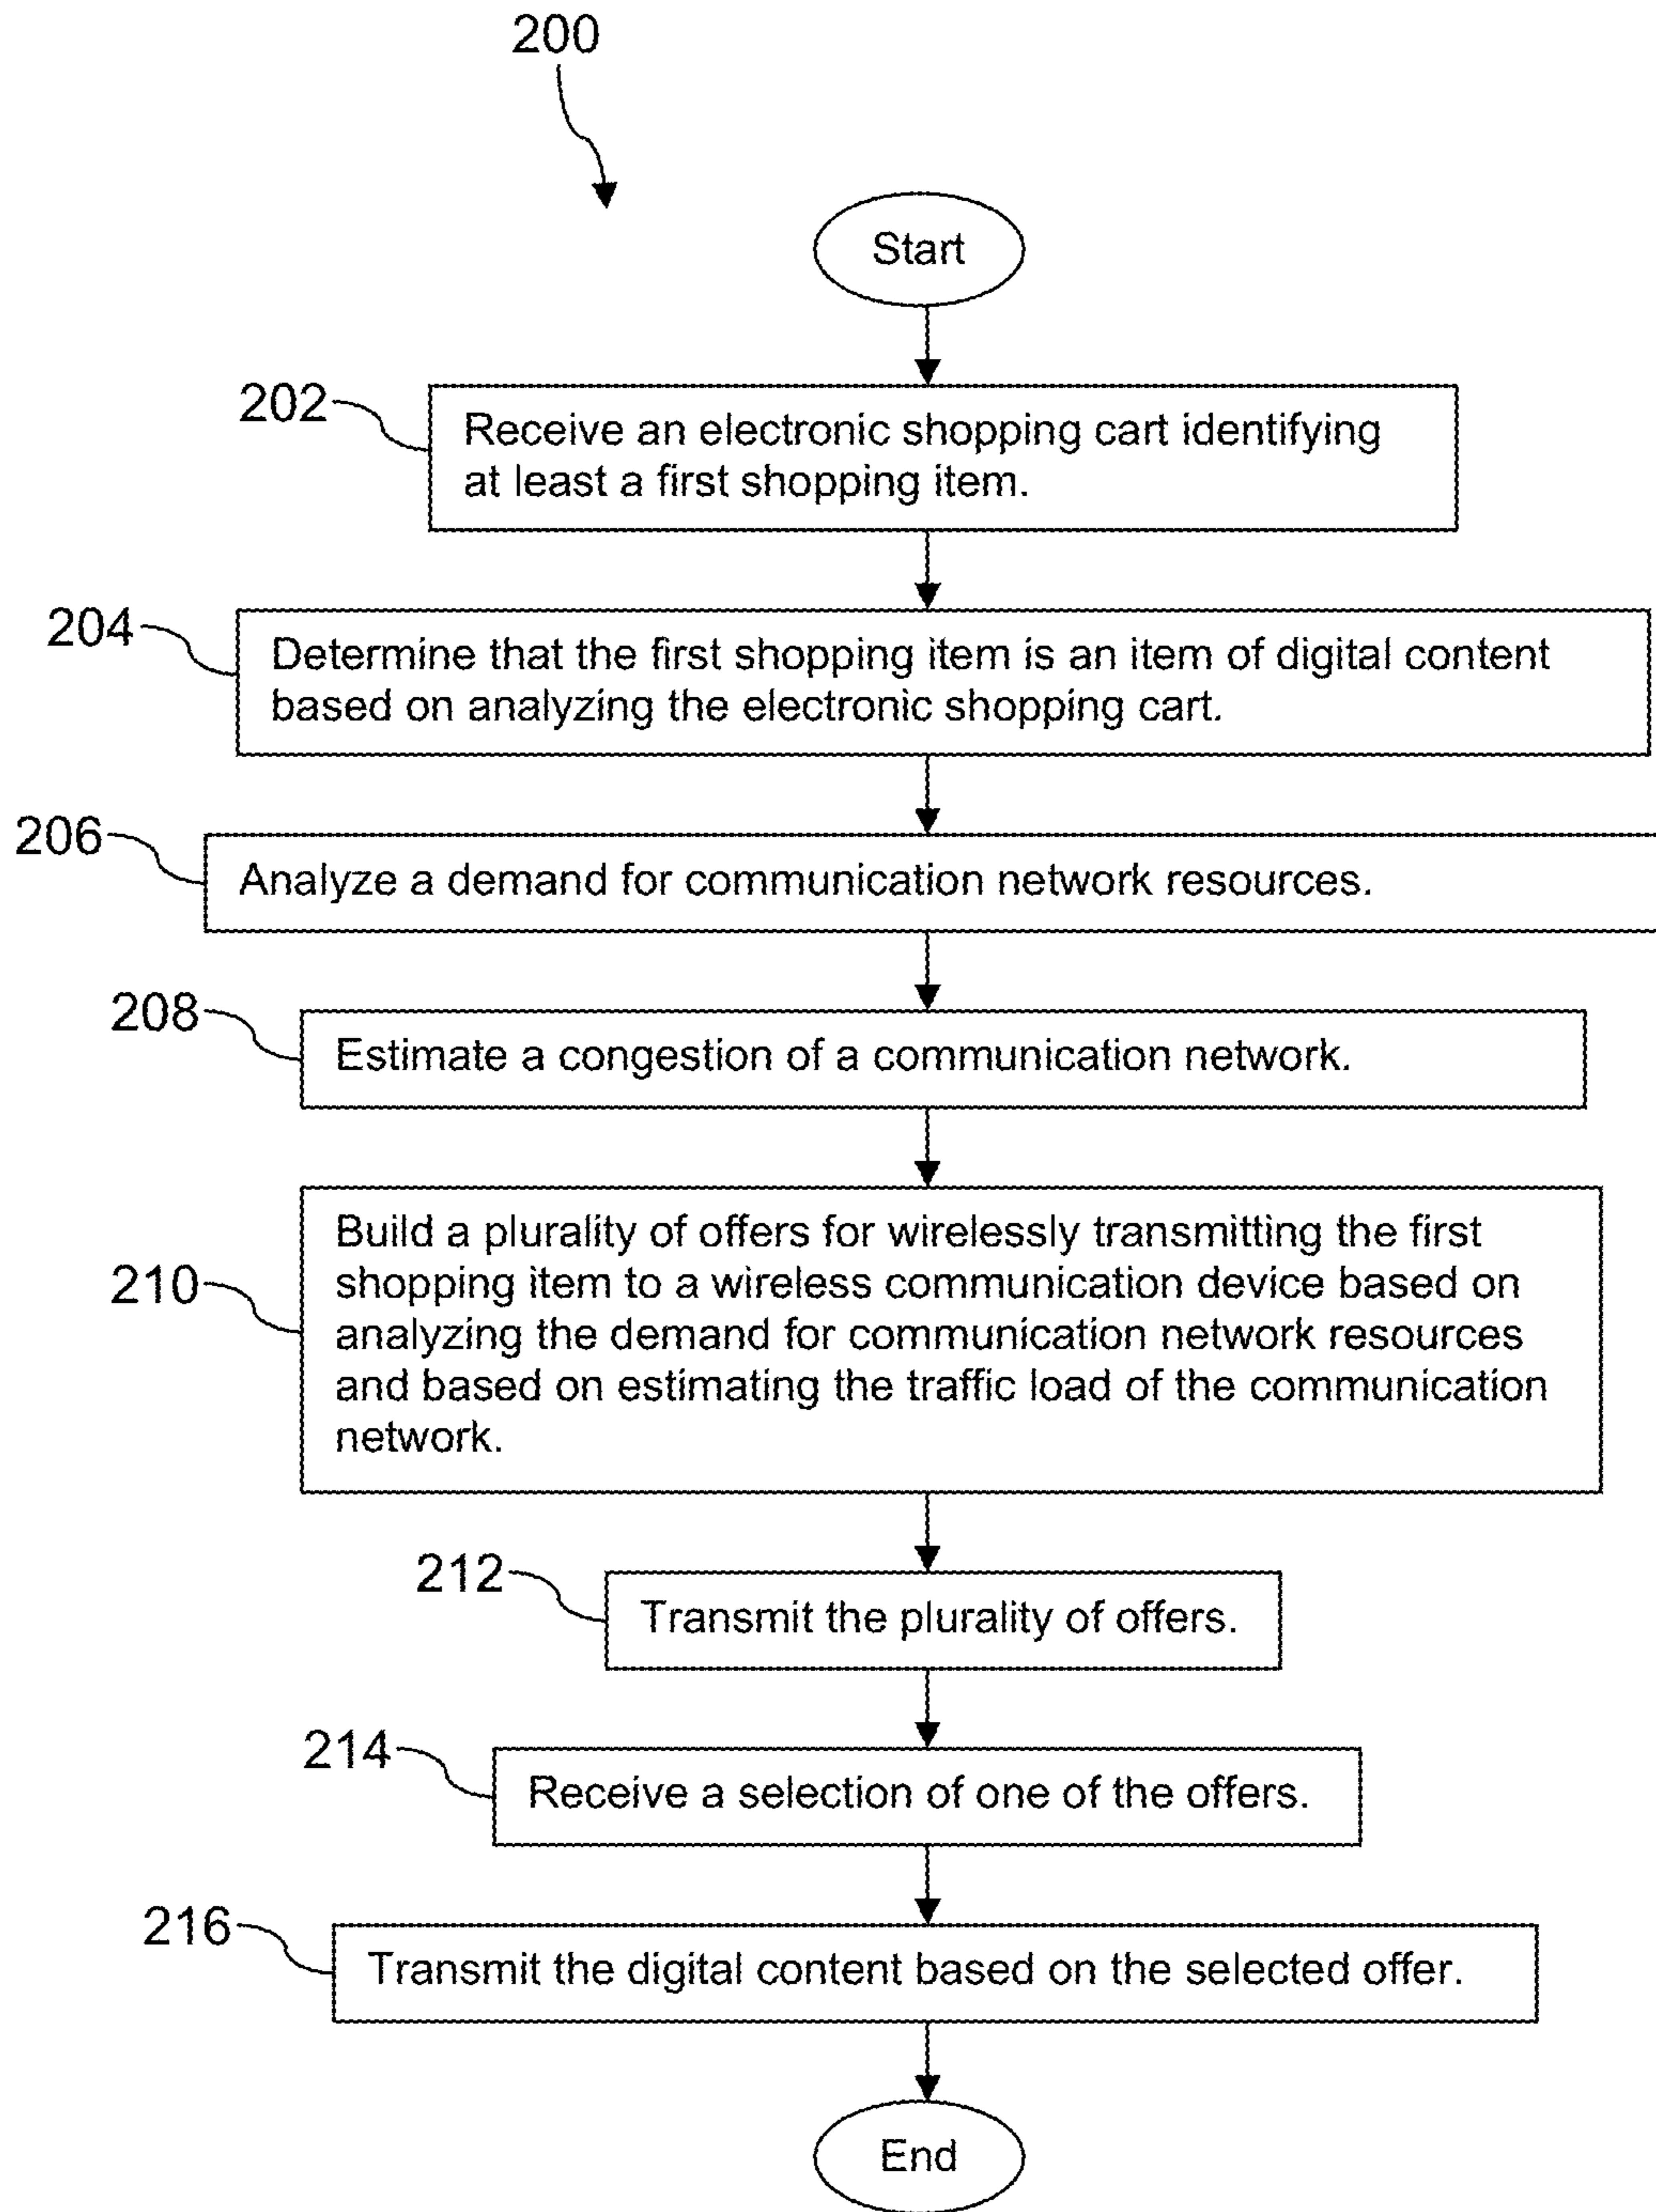 200
Start
202
Receive an electronic shopping cart identifying
at least a first shopping item.
204
Determine that the first shopping item is an item of digital content
based on analyzing the electronic shopping cart.
206
Analyze a demand for communication network resources.
208
Estimate a congestion of a communication network.
210
Build a plurality of offers for wirelessly transmitting the first
shopping item to a wireless communication device based on
analyzing the demand for communication network resources
and based on estimating the traffic load of the communication
network.
212
Transmit the plurality of offers.
214
Receive a selection of one of the offers.
216
Transmit the digital content based on the selected offer.
End